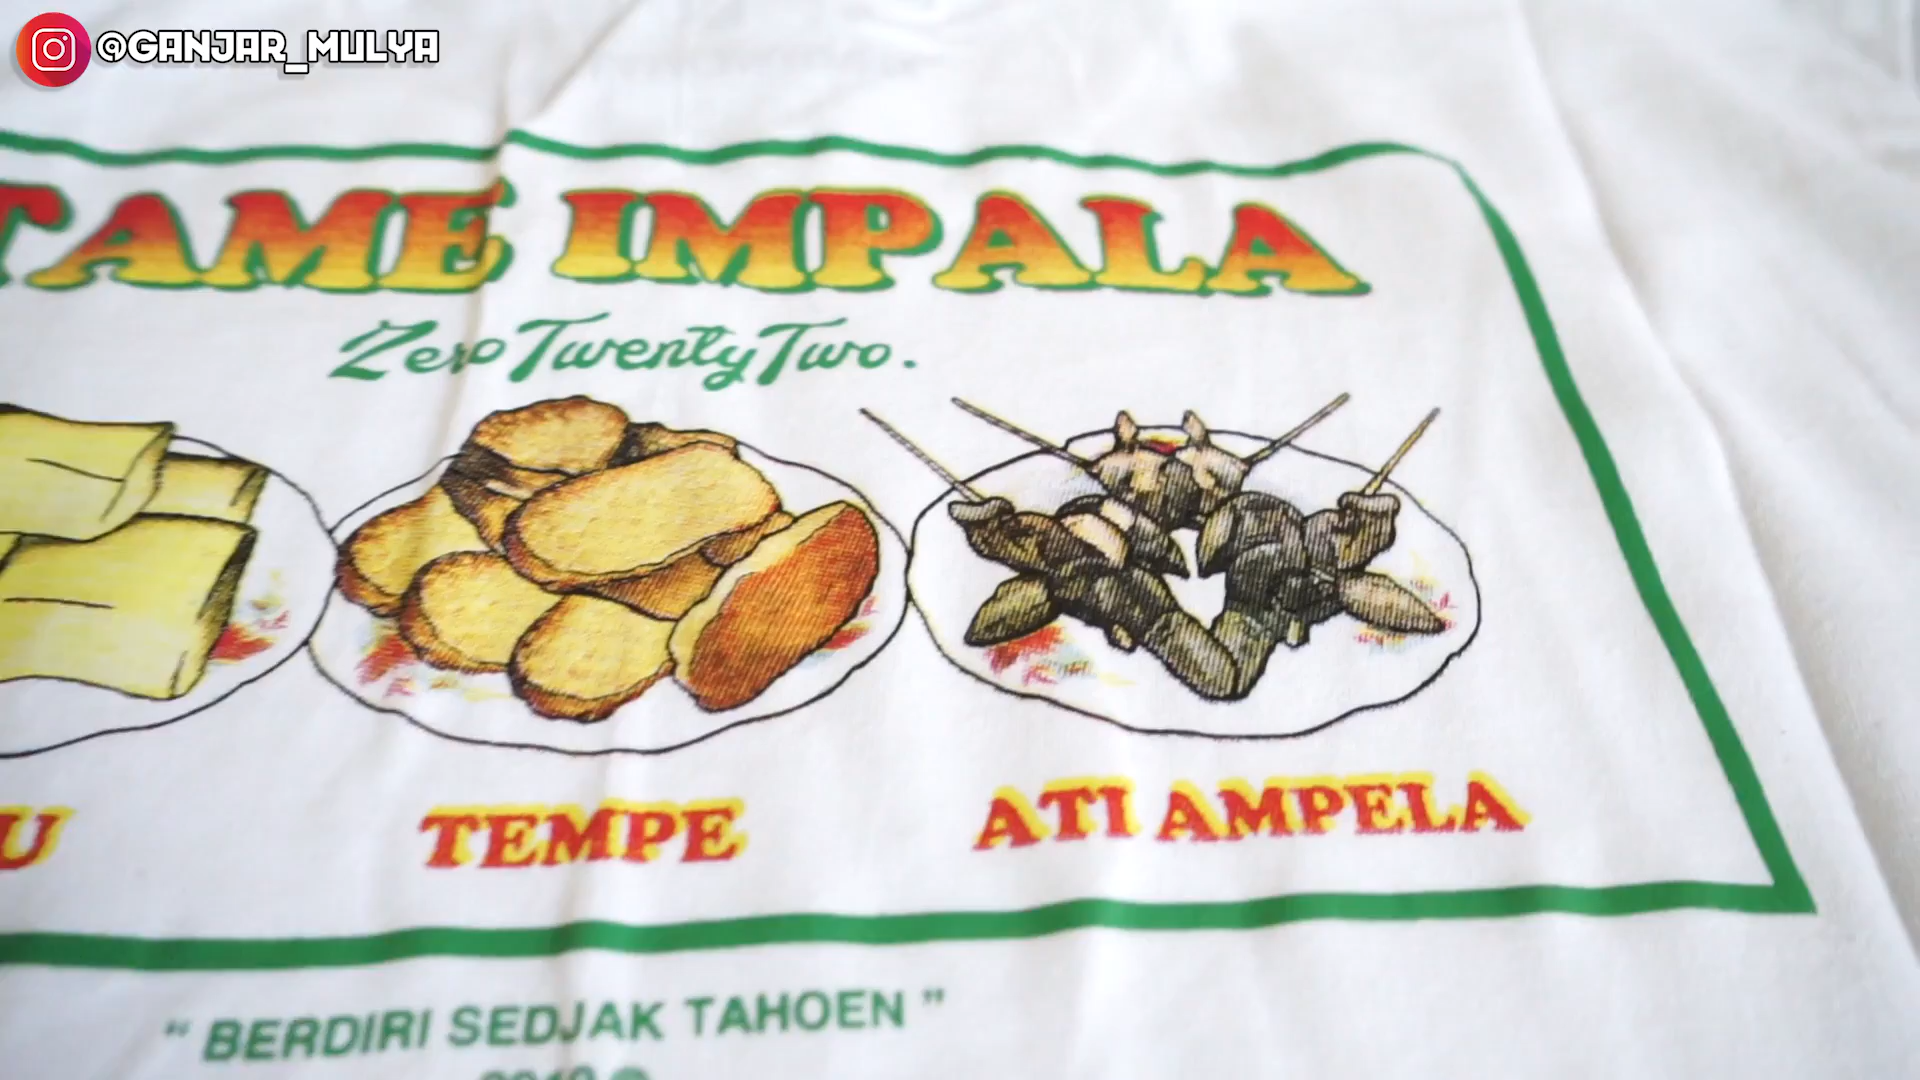 @GANJAR_MULYA
TAME IMPALA
Zero Twenty Two.
TEMPE
ATI AMPELA
“ BERDIRI SEDJAK TAHOEN ”